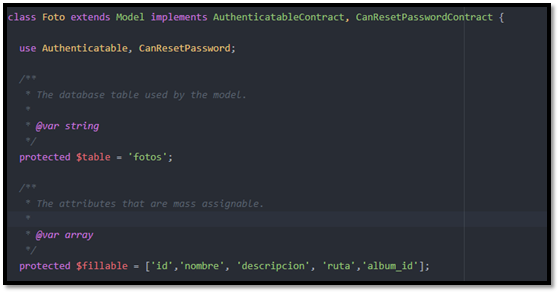 class Foto extends Model implements AuthenticatableContract, CanResetPasswordContract {
use Authenticatable, CanResetPassword;
/**
* The database table used by the model.
*
* @var string
*/
protected $table = 'fotos';
/**
* The attributes that are mass assignable.
*
* @var array
*/
protected $fillable = ['id','nombre', 'descripcion', 'ruta','album_id'];